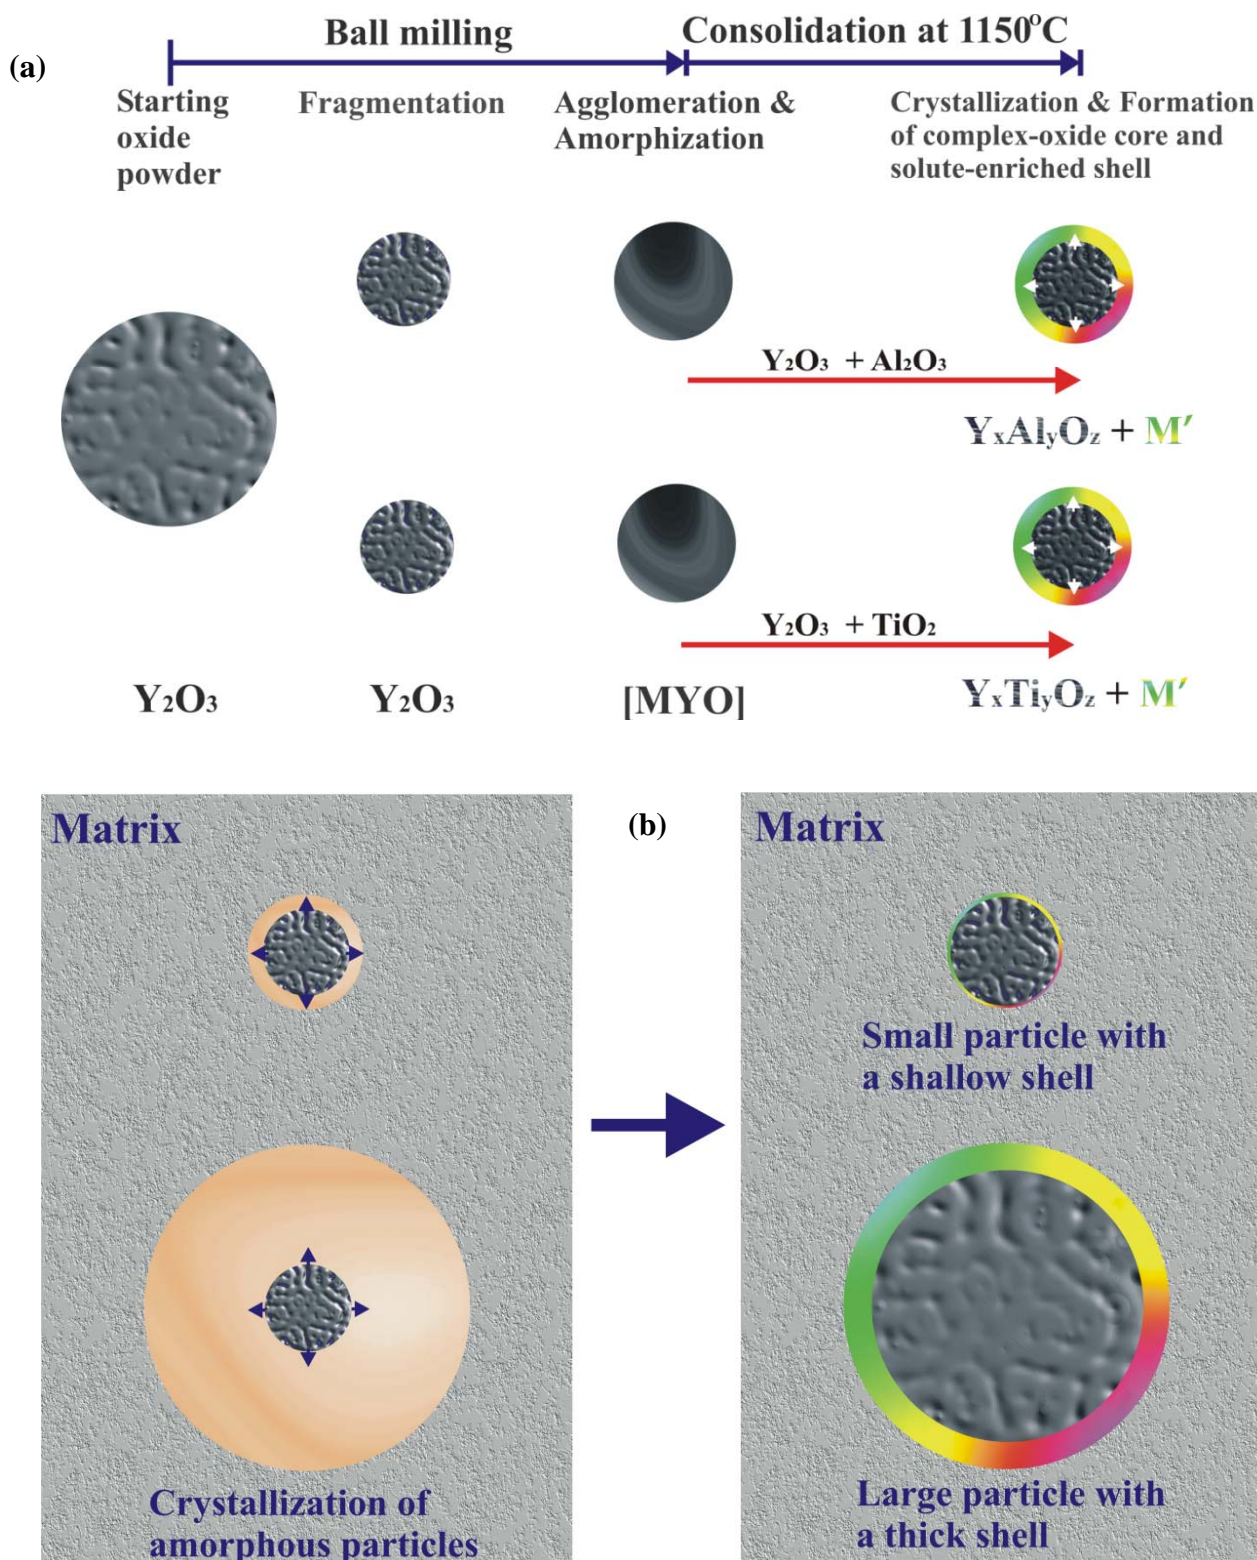 (a)
Ball milling
Consolidation at 1150°C
Starting
oxide
powder
Fragmentation
Agglomeration &
Amorphization
Crystallization & Formation
of complex-oxide core and
solute-enriched shell
Y₂O₃ + Al₂O₃
YₓAlᵧO_z + M′
Y₂O₃ + TiO₂
Y₂O₃
Y₂O₃
[MYO]
YₓTiᵧO_z + M′
(b)
Matrix
Crystallization of
amorphous particles
Matrix
Small particle with
a shallow shell
Large particle with
a thick shell